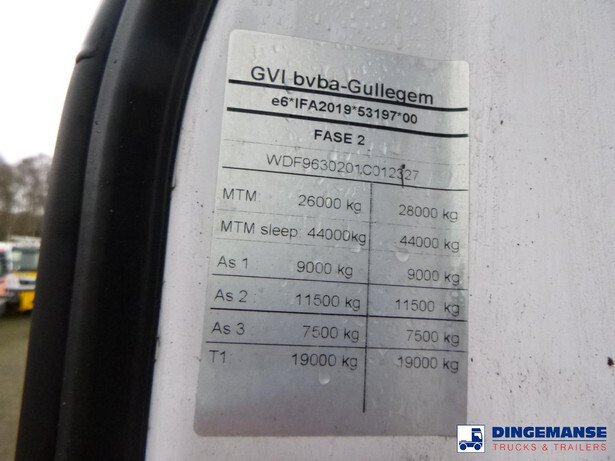 GVI bvba-Gullegem
e6*IFA2019*53197*00
FASE 2
WDF9630201C012327
MTM: 26000 kg 28000 kg
MTM sleep: 44000kg 44000 kg
As 1 9000 kg 9000 kg
As 2 11500 kg 11500 kg
As 3 7500 kg 7500 kg
T1: 19000 kg 19000 kg
DINGEMANSE
TRUCKS & TRAILERS